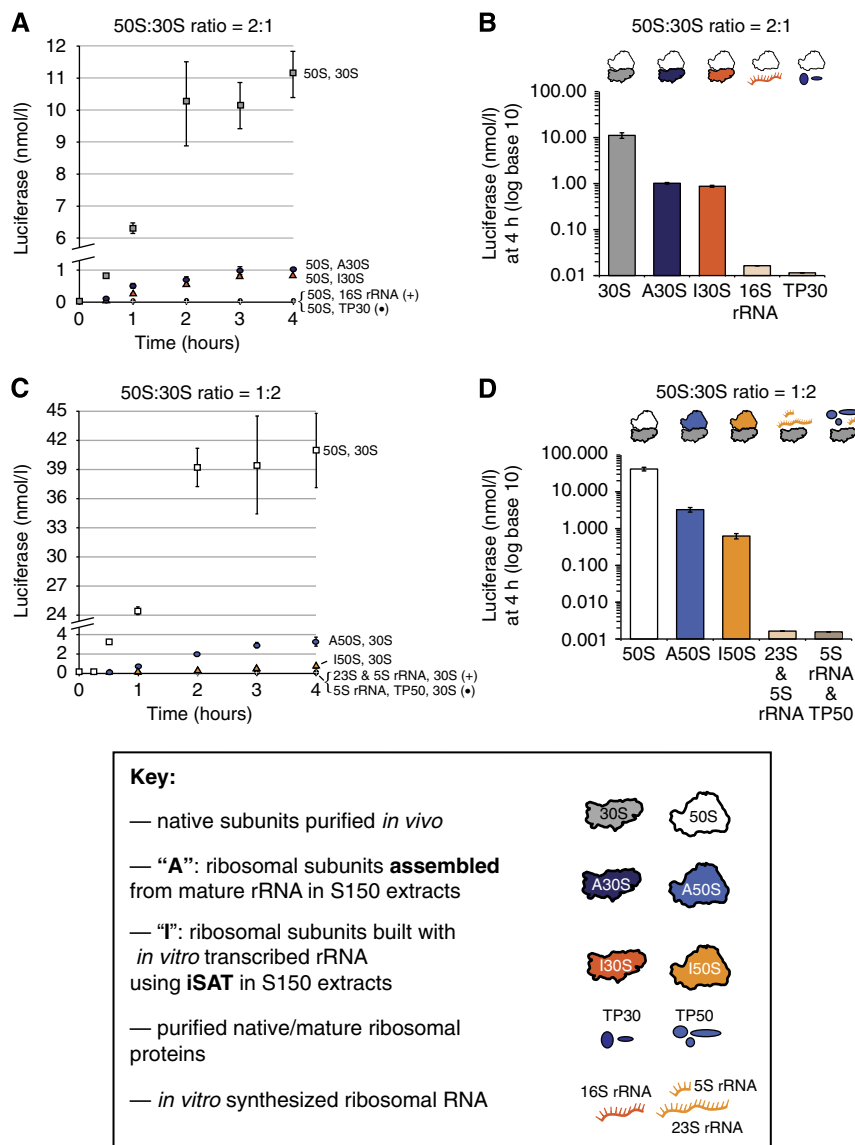 A
50S:30S ratio = 2:1
Luciferase (nmol/l)
12
11
10
9
8
7
6
1
0
50S, 30S
50S, A30S
50S, I30S
50S, 16S rRNA (+)
50S, TP30 (•)
0 1 2 3 4
Time (hours)
B
50S:30S ratio = 2:1
Luciferase (nmol/l)
at 4 h (log base 10)
100.00
10.00
1.00
0.10
0.01
30S A30S I30S 16S TP30
rRNA
C
50S:30S ratio = 1:2
Luciferase (nmol/l)
45
42
39
36
33
30
27
24
4
2
0
50S, 30S
A50S, 30S
I50S, 30S
23S & 5S rRNA, 30S (+)
5S rRNA, TP50, 30S (•)
0 1 2 3 4
Time (hours)
D
50S:30S ratio = 1:2
Luciferase (nmol/l)
at 4 h (log base 10)
100.000
10.000
1.000
0.100
0.010
0.001
50S A50S I50S 23S 5S
& rRNA
5S &
rRNA TP50
Key:
— native subunits purified in vivo
30S 50S
— “A”: ribosomal subunits assembled
from mature rRNA in S150 extracts
A30S A50S
— “I”: ribosomal subunits built with
in vitro transcribed rRNA
using iSAT in S150 extracts
I30S I50S
— purified native/mature ribosomal
proteins
TP30 TP50
— in vitro synthesized ribosomal RNA
16S rRNA 5S rRNA
23S rRNA